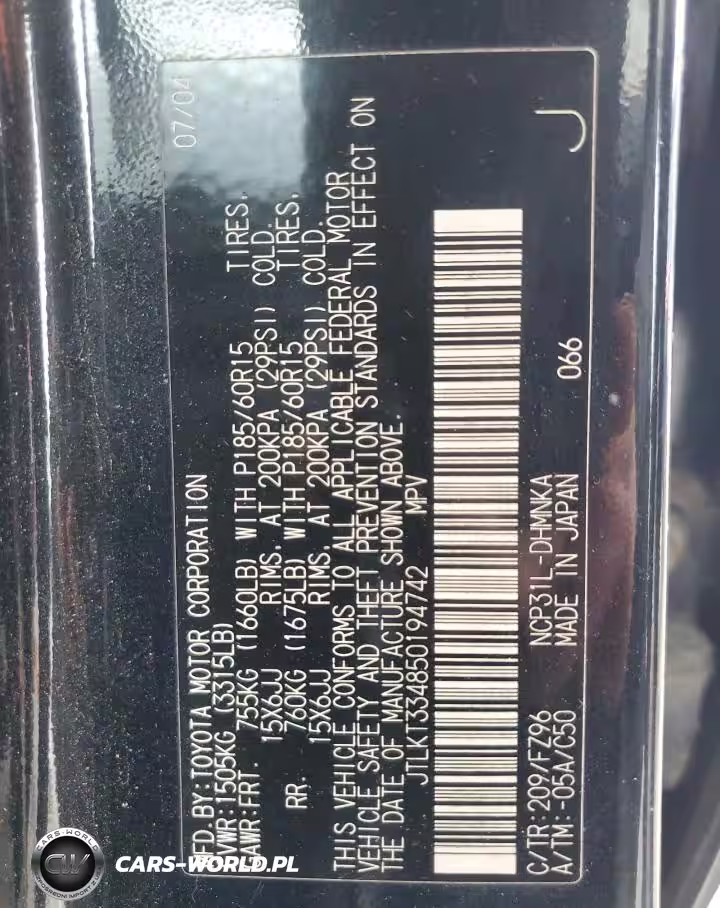 MFD. BY:TOYOTA MOTOR CORPORATION 07/04
GVWR:1505KG (3315LB)
GAWR:FRT. 755KG (1660LB) WITH P185/60R15 TIRES,
15X6JJ RIMS, AT 200KPA (29PSI) COLD.
RR. 760KG (1675LB) WITH P185/60R15 TIRES,
15X6JJ RIMS, AT 200KPA (29PSI) COLD.
THIS VEHICLE CONFORMS TO ALL APPLICABLE FEDERAL MOTOR
VEHICLE SAFETY AND THEFT PREVENTION STANDARDS IN EFFECT ON
THE DATE OF MANUFACTURE SHOWN ABOVE.
JTLKT334850194742 MPV
C/TR:209/FZ96 NCP31L-DHMNKA
A/TM:-05A/C50 MADE IN JAPAN 066
J
CARS-WORLD
CW
CARS-WORLD.PL